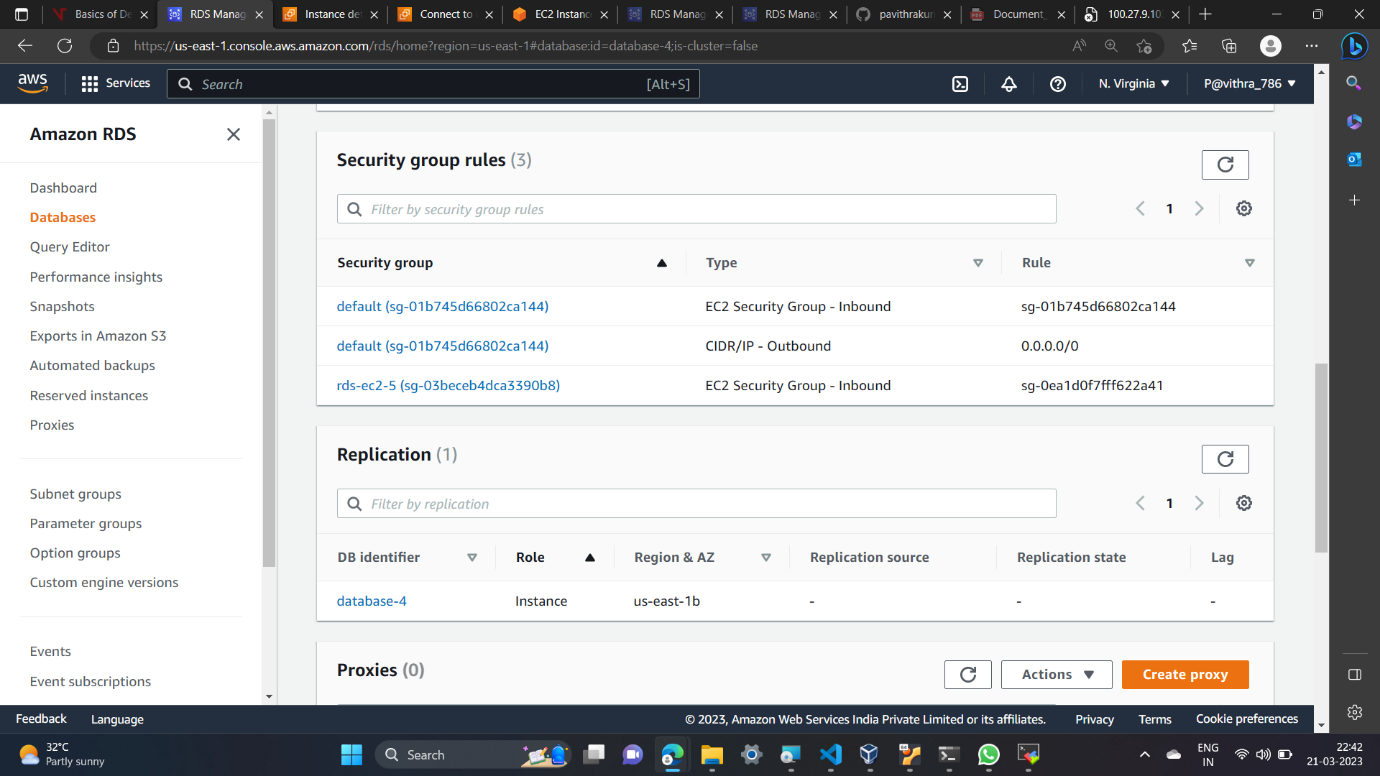 Basics of De
RDS Manag
Instance det
Connect to
EC2 Instance
RDS Manag
RDS Manag
pavithrakur
Document_
100.27.9.10
https://us-east-1.console.aws.amazon.com/rds/home?region=us-east-1#database:id=database-4;is-cluster=false
aws
Services
Search
[Alt+S]
N. Virginia
P@vithra_786
Amazon RDS
Dashboard
Databases
Query Editor
Performance insights
Snapshots
Exports in Amazon S3
Automated backups
Reserved instances
Proxies
Subnet groups
Parameter groups
Option groups
Custom engine versions
Events
Event subscriptions
Security group rules (3)
Filter by security group rules
1
Security group Type Rule
default (sg-01b745d66802ca144) EC2 Security Group - Inbound sg-01b745d66802ca144
default (sg-01b745d66802ca144) CIDR/IP - Outbound 0.0.0.0/0
rds-ec2-5 (sg-03beceb4dca3390b8) EC2 Security Group - Inbound sg-0ea1d0f7fff622a41
Replication (1)
Filter by replication
1
DB identifier Role Region & AZ Replication source Replication state Lag
database-4 Instance us-east-1b - - -
Proxies (0)
Actions
Create proxy
Feedback Language © 2023, Amazon Web Services India Private Limited or its affiliates. Privacy Terms Cookie preferences
32°C
Partly sunny
Search
ENG
IN
22:42
21-03-2023